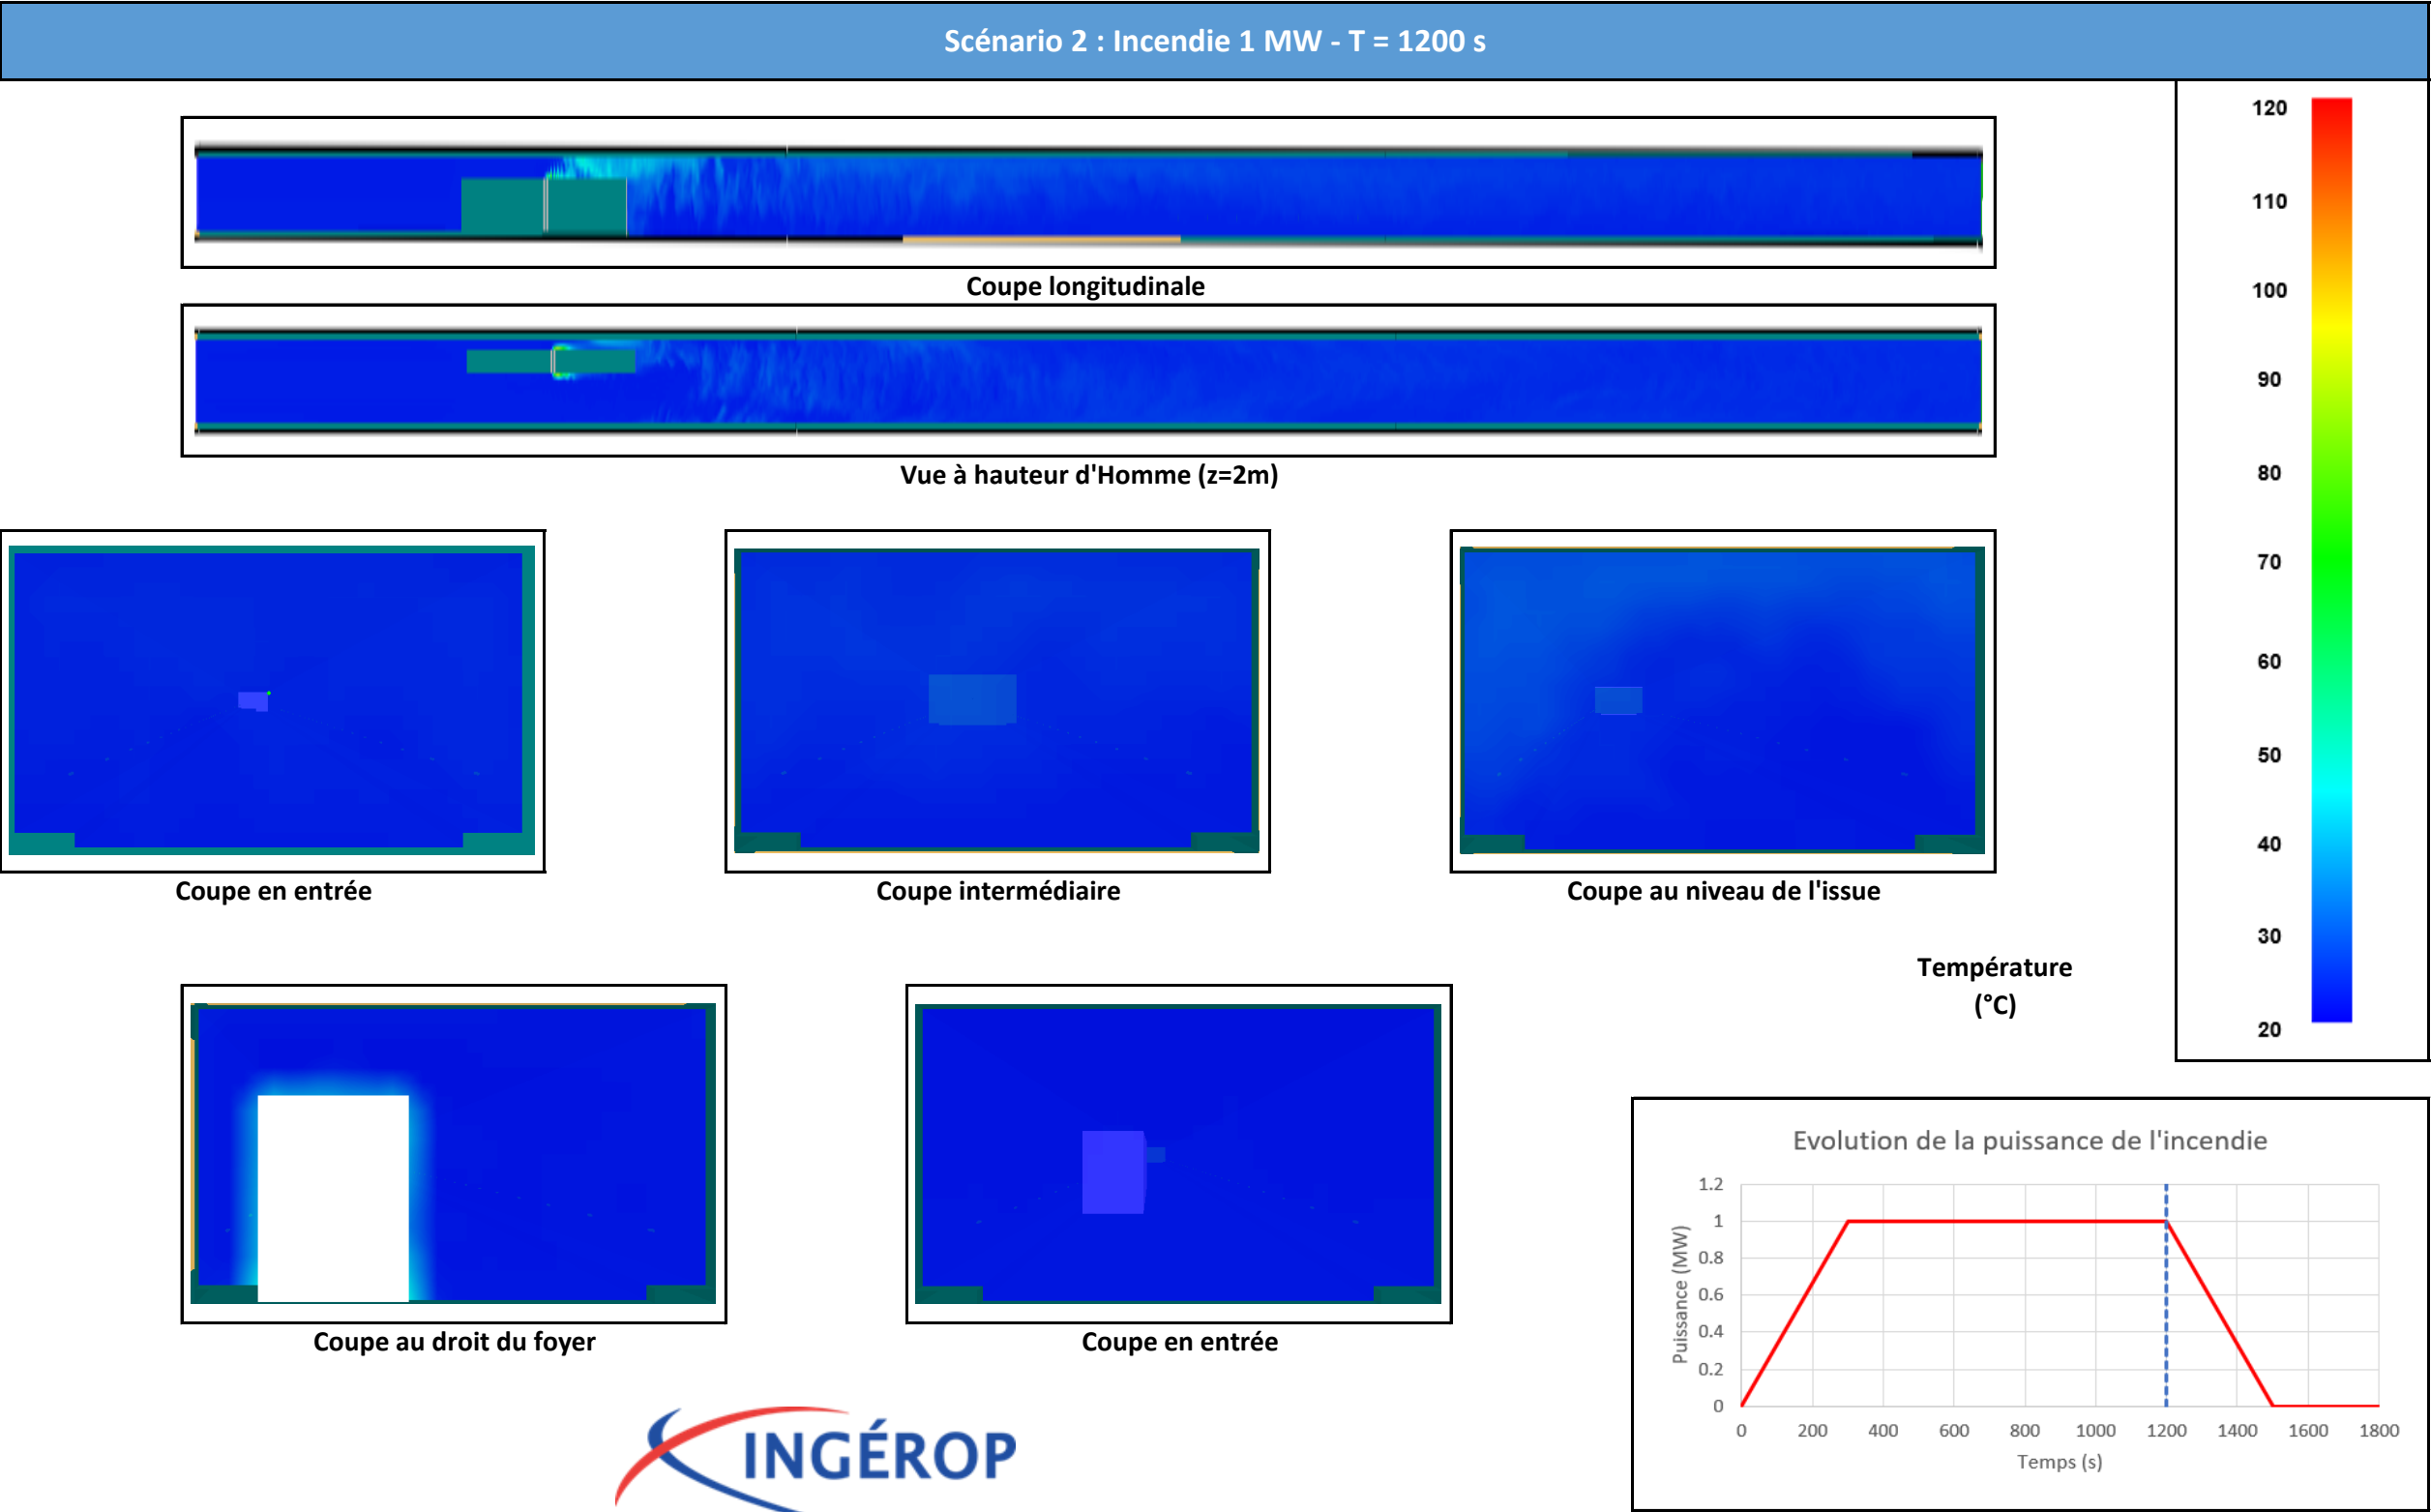 Scénario 2 : Incendie 1 MW - T = 1200 s
Coupe longitudinale
Vue à hauteur d'Homme (z=2m)
Coupe en entrée
Coupe intermédiaire
Coupe au niveau de l'issue
Coupe au droit du foyer
Coupe en entrée
Température
(°C)
120
110
100
90
80
70
60
50
40
30
20
Evolution de la puissance de l'incendie
Puissance (MW)
1.2
1
0.8
0.6
0.4
0.2
0
0 200 400 600 800 1000 1200 1400 1600 1800
Temps (s)
INGÉROP